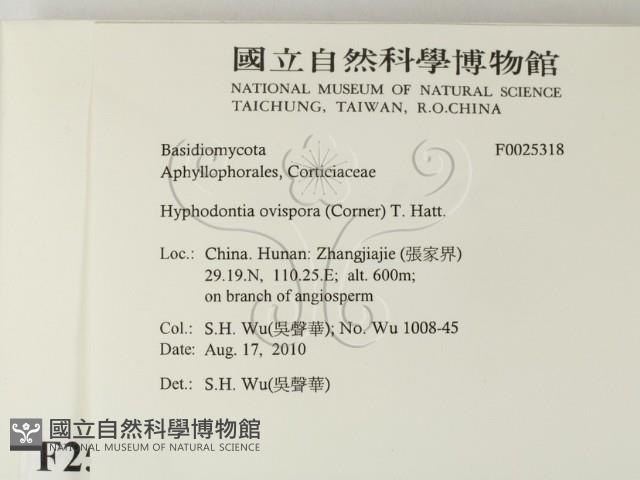 國立自然科學博物館
NATIONAL MUSEUM OF NATURAL SCIENCE
TAICHUNG, TAIWAN, R.O.CHINA
Basidiomycota F0025318
Aphyllophorales, Corticiaceae
Hyphodontia ovispora (Corner) T. Hatt.
Loc.: China. Hunan: Zhangjiajie (張家界)
29.19.N, 110.25.E; alt. 600m;
on branch of angiosperm
Col.: S.H. Wu(吳聲華); No. Wu 1008-45
Date: Aug. 17, 2010
Det.: S.H. Wu(吳聲華)
國立自然科學博物館
NATIONAL MUSEUM OF NATURAL SCIENCE